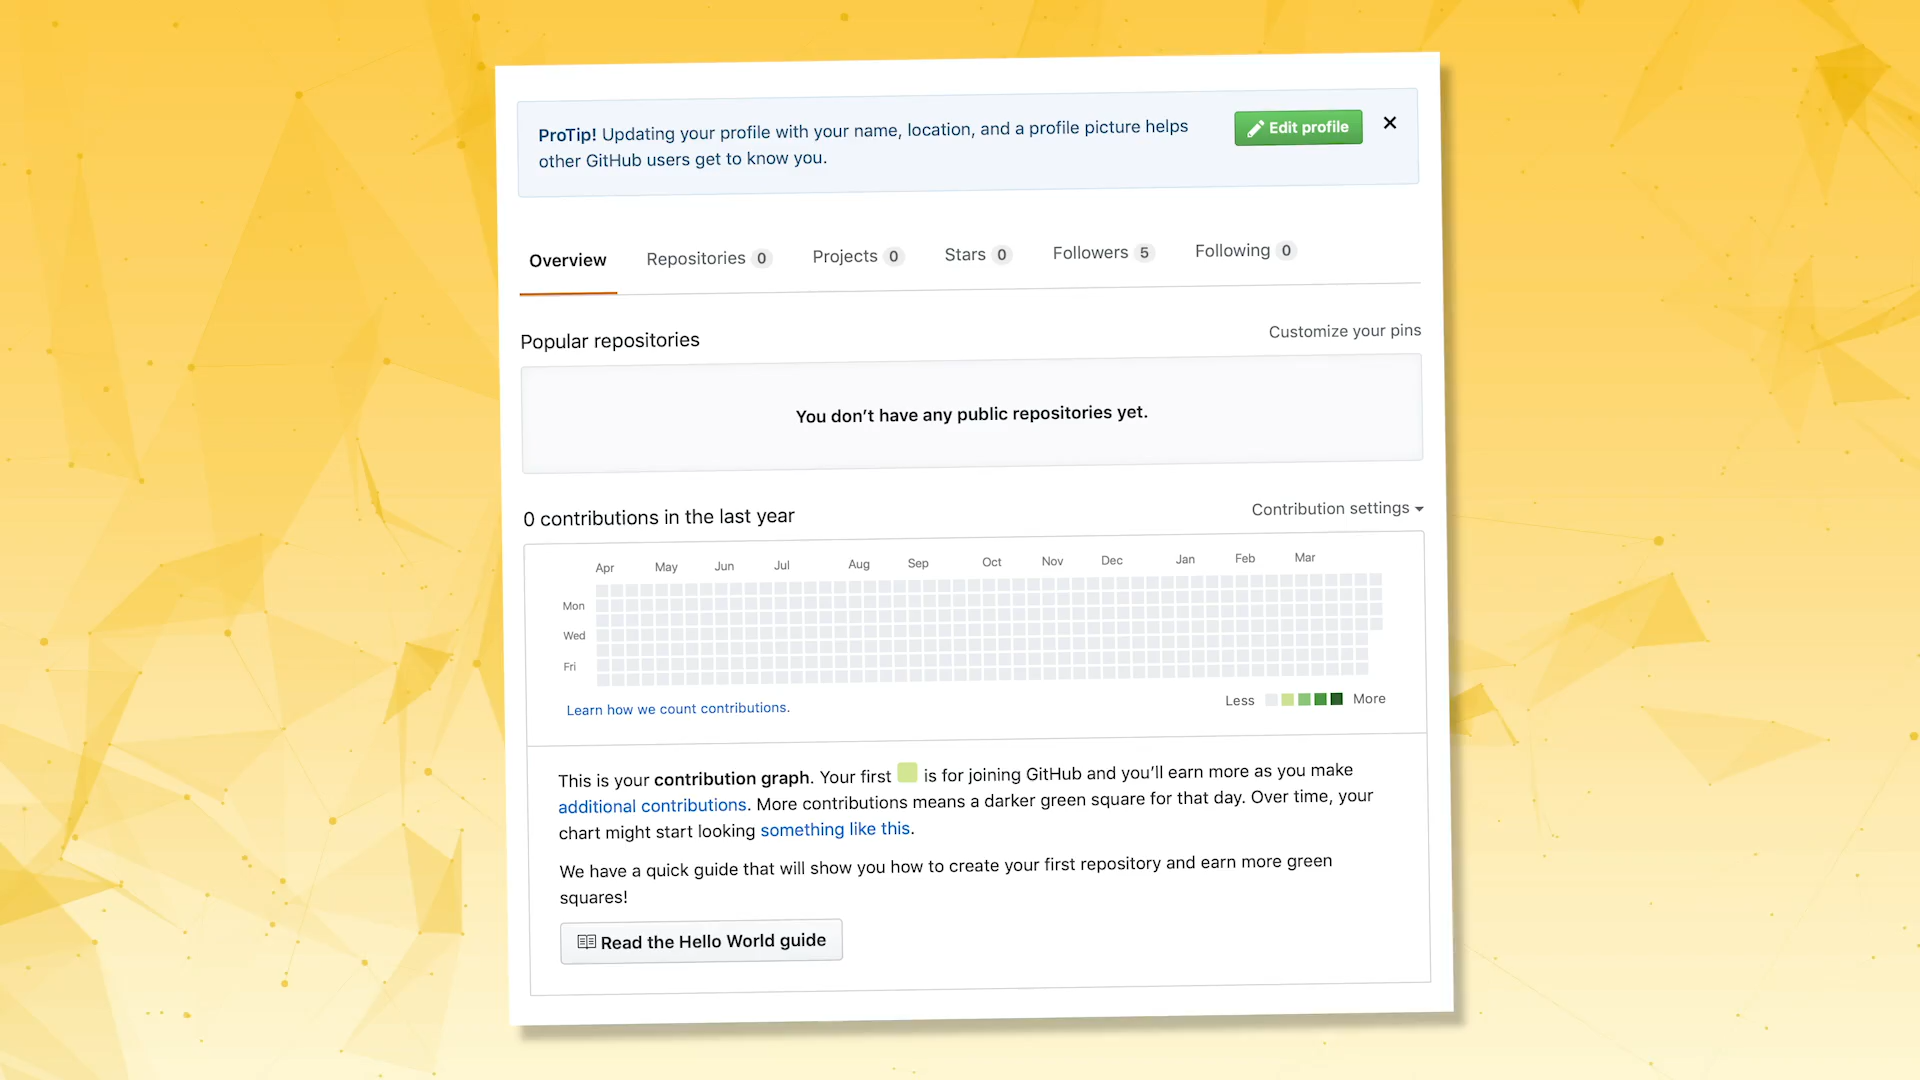 ProTip! Updating your profile with your name, location, and a profile picture helps
other GitHub users get to know you.
Edit profile
Overview Repositories 0 Projects 0 Stars 0 Followers 5 Following 0
Popular repositories
Customize your pins
You don’t have any public repositories yet.
0 contributions in the last year
Contribution settings
Apr May Jun Jul Aug Sep Oct Nov Dec Jan Feb Mar
Mon
Wed
Fri
Learn how we count contributions.
Less More
This is your contribution graph. Your first is for joining GitHub and you’ll earn more as you make
additional contributions. More contributions means a darker green square for that day. Over time, your
chart might start looking something like this.
We have a quick guide that will show you how to create your first repository and earn more green
squares!
Read the Hello World guide